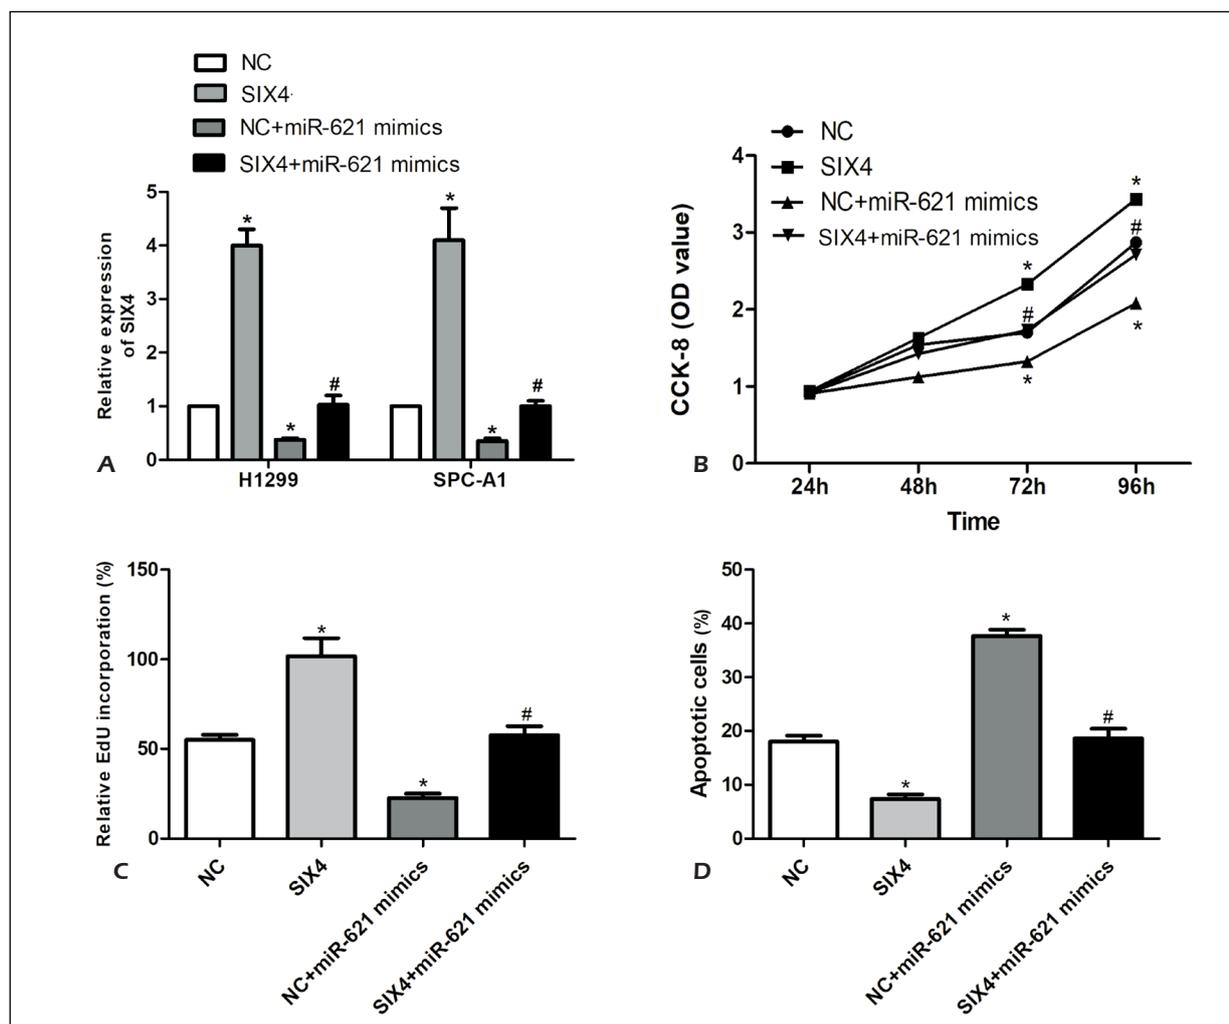 NC
SIX4
NC+miR-621 mimics
SIX4+miR-621 mimics
Relative expression
of SIX4
5
4
3
2
1
0
*
*
*
#
*
#
H1299
SPC-A1
A
NC
SIX4
NC+miR-621 mimics
SIX4+miR-621 mimics
CCK-8 (OD value)
4
3
2
1
0
*
#
*
*
#
*
24h
48h
72h
96h
Time
B
Relative EdU incorporation (%)
150
100
50
0
*
*
#
NC
SIX4
NC+miR-621 mimics
SIX4+miR-621 mimics
C
Apoptotic cells (%)
50
40
30
20
10
0
*
*
#
NC
SIX4
NC+miR-621 mimics
SIX4+miR-621 mimics
D